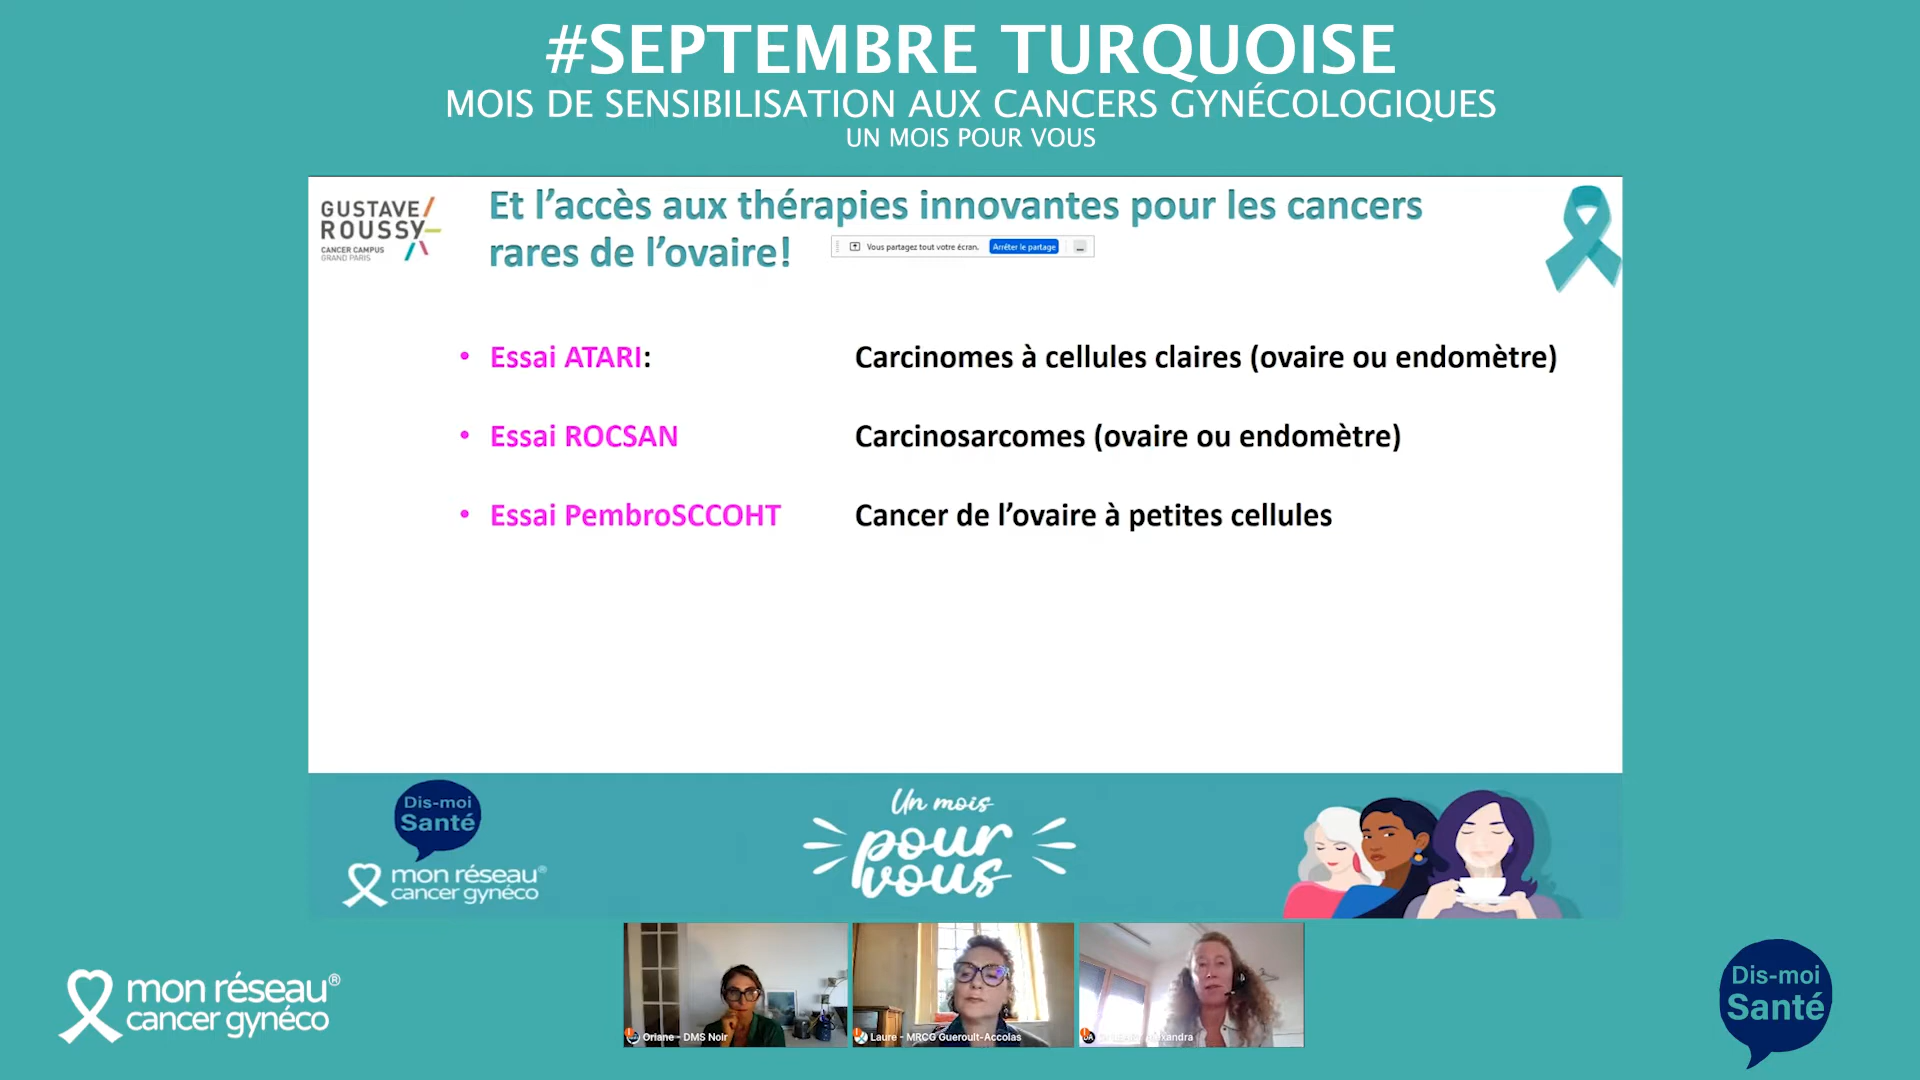 #SEPTEMBRE TURQUOISE
MOIS DE SENSIBILISATION AUX CANCERS GYNÉCOLOGIQUES
UN MOIS POUR VOUS
GUSTAVE
ROUSSY
CANCER CAMPUS
GRAND PARIS
Et l’accès aux thérapies innovantes pour les cancers
rares de l’ovaire!
Vous partagez tout votre écran. Arrêter le partage
• Essai ATARI: Carcinomes à cellules claires (ovaire ou endomètre)
• Essai ROCSAN Carcinosarcomes (ovaire ou endomètre)
• Essai PembroSCCOHT Cancer de l’ovaire à petites cellules
Dis-moi
Santé
mon réseau®
cancer gynéco
Un mois
pour
vous
Oriane - DMS Noir
Laure - MRCG Gueroult-Accolas
DA
mon réseau®
cancer gynéco
Dis-moi
Santé